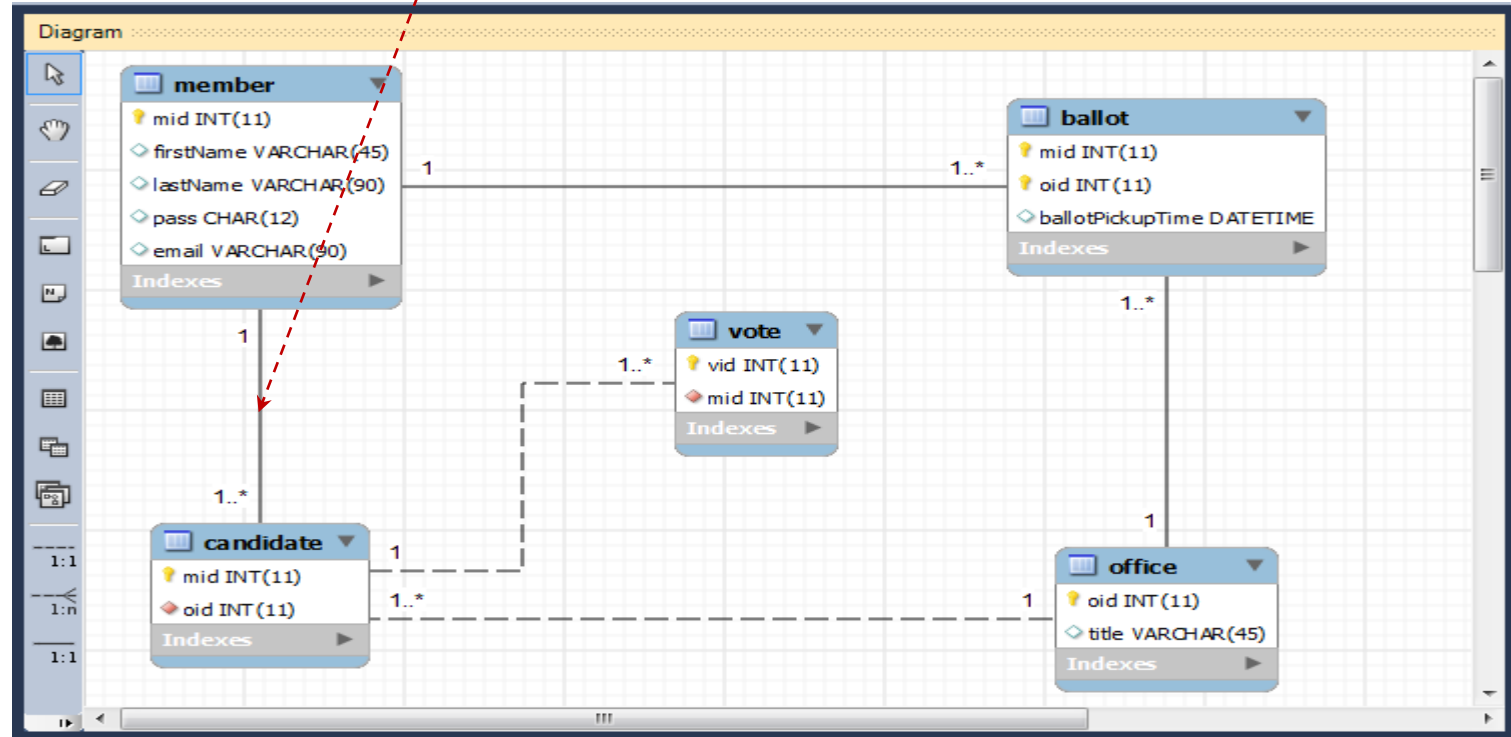 Diagram
member
mid INT(11)
firstName VARCHAR(45)
lastName VARCHAR(90)
pass CHAR(12)
email VARCHAR(90)
Indexes
1
1..*
ballot
mid INT(11)
oid INT(11)
ballotPickupTime DATETIME
Indexes
1
1..*
vote
vid INT(11)
mid INT(11)
Indexes
1..*
1..*
candidate
mid INT(11)
oid INT(11)
Indexes
1
1..*
1
1
office
oid INT(11)
title VARCHAR(45)
Indexes
1:1
1:n
1:1